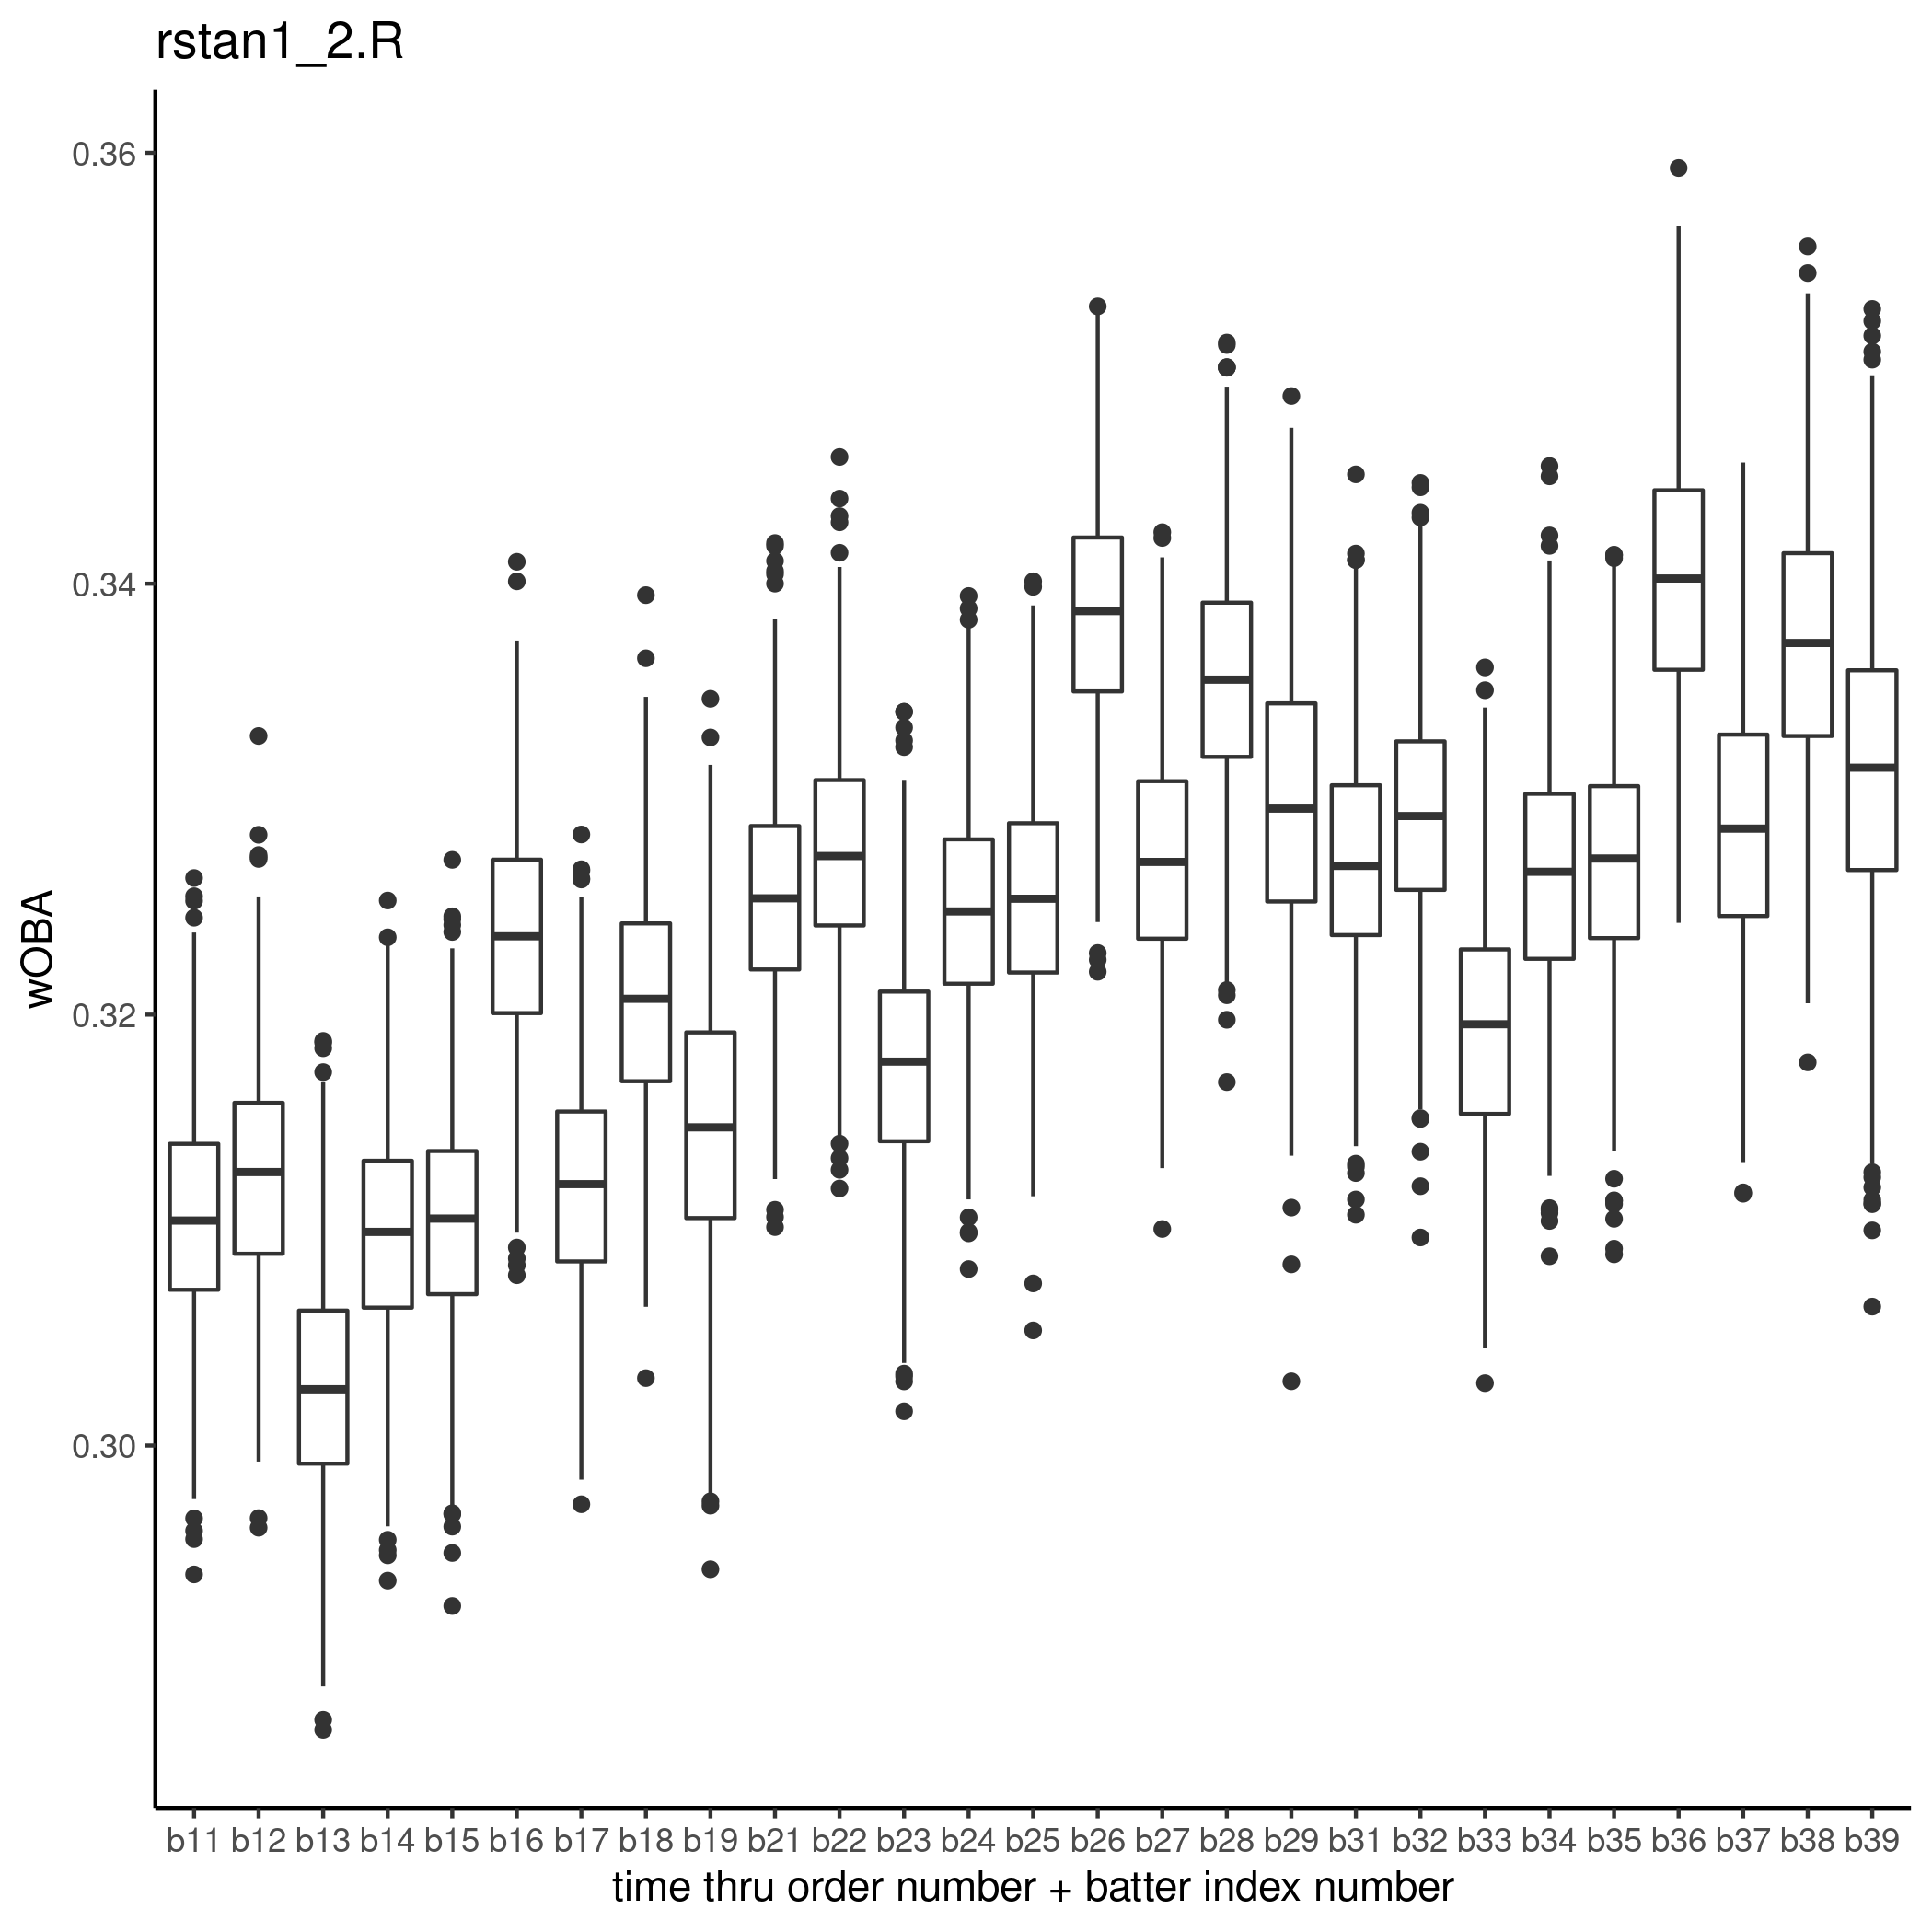 rstan1_2.R
0.36
0.34
0.32
0.30
wOBA
b11 b12 b13 b14 b15 b16 b17 b18 b19 b21 b22 b23 b24 b25 b26 b27 b28 b29 b31 b32 b33 b34 b35 b36 b37 b38 b39
time thru order number + batter index number